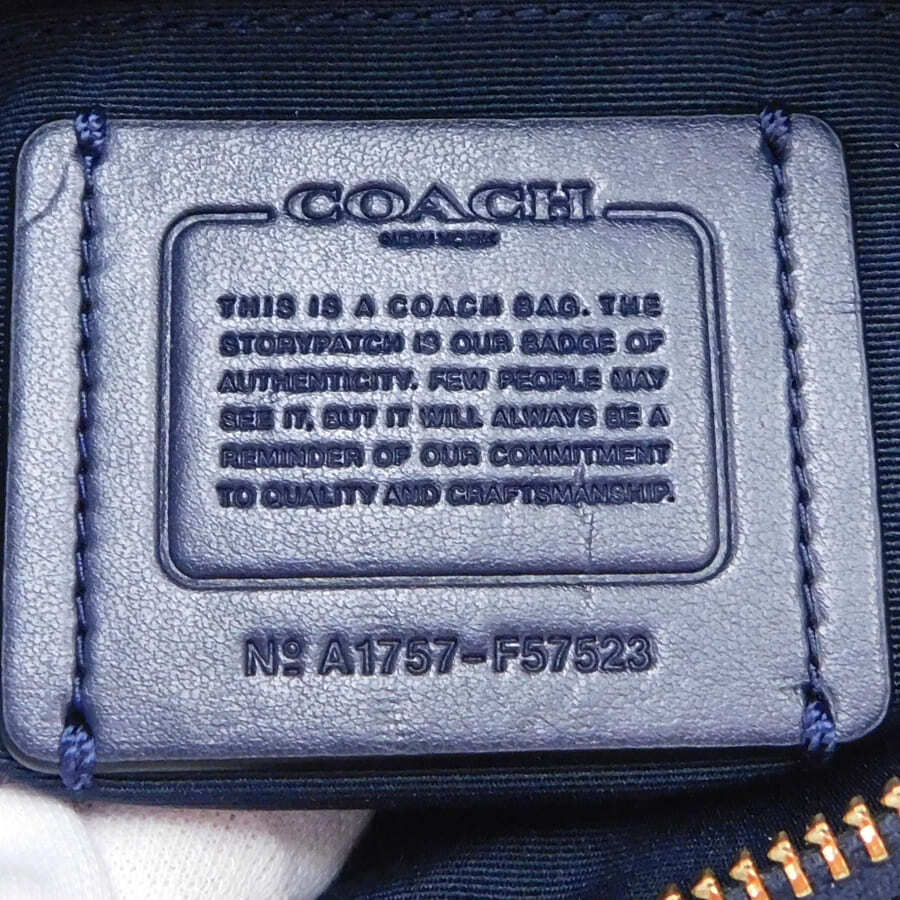 COACH
NEW YORK
THIS IS A COACH BAG. THE
STORYPATCH IS OUR BADGE OF
AUTHENTICITY. FEW PEOPLE MAY
SEE IT, BUT IT WILL ALWAYS BE A
REMINDER OF OUR COMMITMENT
TO QUALITY AND CRAFTSMANSHIP.
Nº A1757-F57523